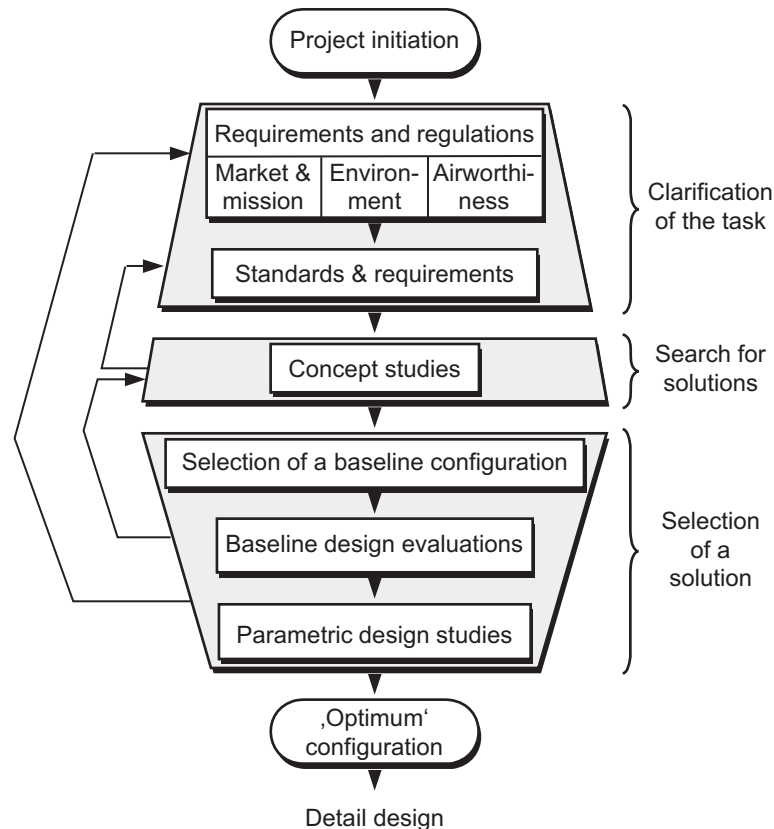 Project initiation
Requirements and regulations
Market &
mission
Environ-
ment
Airworthi-
ness
Standards & requirements
Clarification
of the task
Concept studies
Search for
solutions
Selection of a baseline configuration
Baseline design evaluations
Parametric design studies
Selection
of a
solution
‚Optimum‘
configuration
Detail design